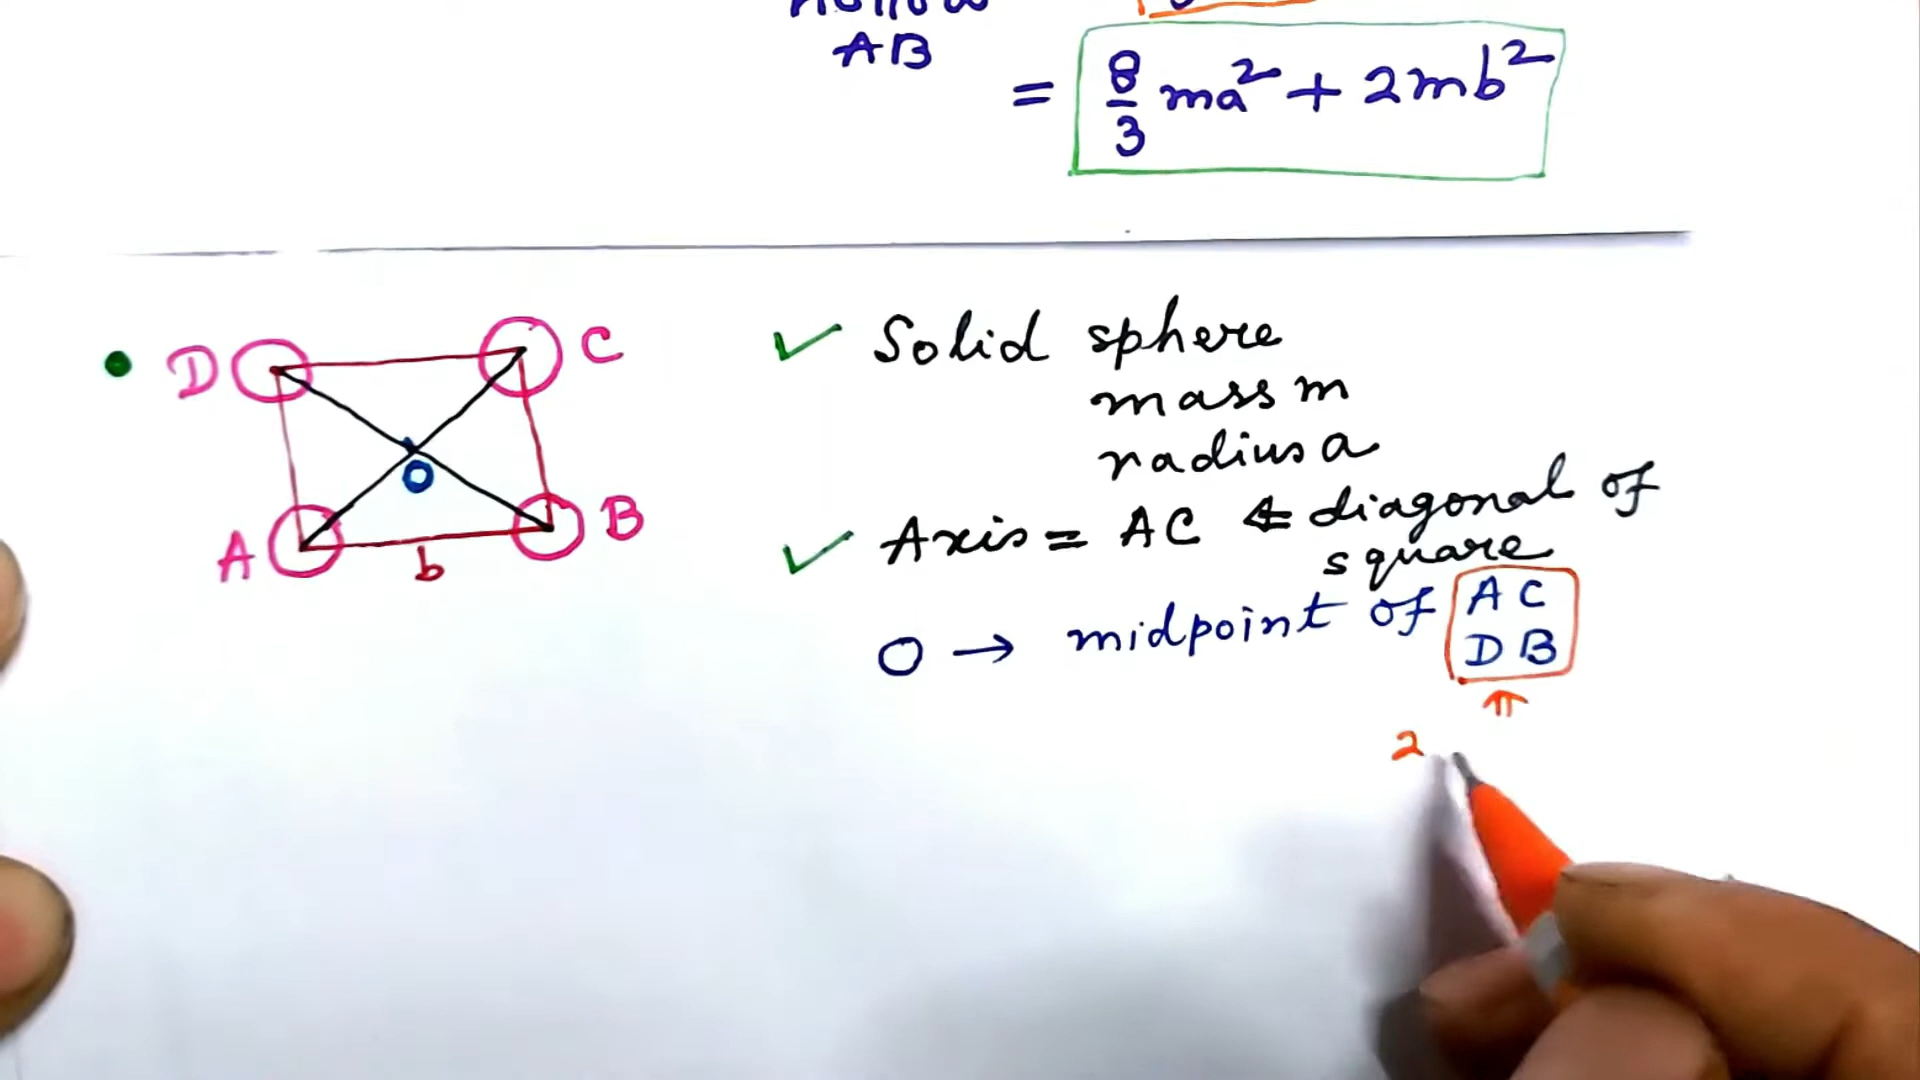 AB
= 8/3 ma² + 2mb²
D C
O
A B
b
✓ Solid sphere
mass m
radius a
✓ Axis = AC ⇐ diagonal of
square
O → midpoint of AC
DB
⇑
2